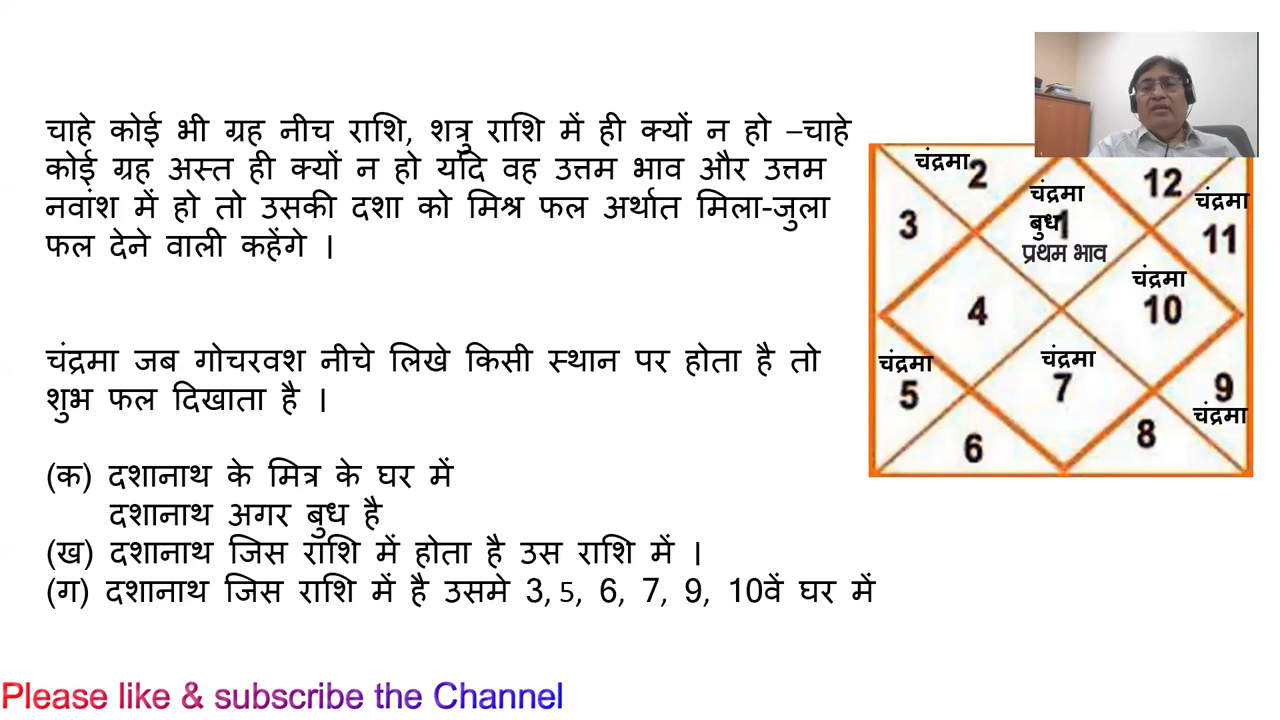 चाहे कोई भी ग्रह नीच राशि, शत्रु राशि में ही क्यों न हो –चाहे
कोई ग्रह अस्त ही क्यों न हो यदि वह उत्तम भाव और उत्तम
नवांश में हो तो उसकी दशा को मिश्र फल अर्थात मिला-जुला
फल देने वाली कहेंगे ।
चंद्रमा जब गोचरवश नीचे लिखे किसी स्थान पर होता है तो
शुभ फल दिखाता है ।
(क) दशानाथ के मित्र के घर में
दशानाथ अगर बुध है
(ख) दशानाथ जिस राशि में होता है उस राशि में ।
(ग) दशानाथ जिस राशि में है उसमे 3, 5, 6, 7, 9, 10वें घर में
चंद्रमा
2
चंद्रमा
बुध
1
प्रथम भाव
12
चंद्रमा
11
3
चंद्रमा
10
4
चंद्रमा
5
चंद्रमा
7
9
चंद्रमा
6
8
Please like & subscribe the Channel